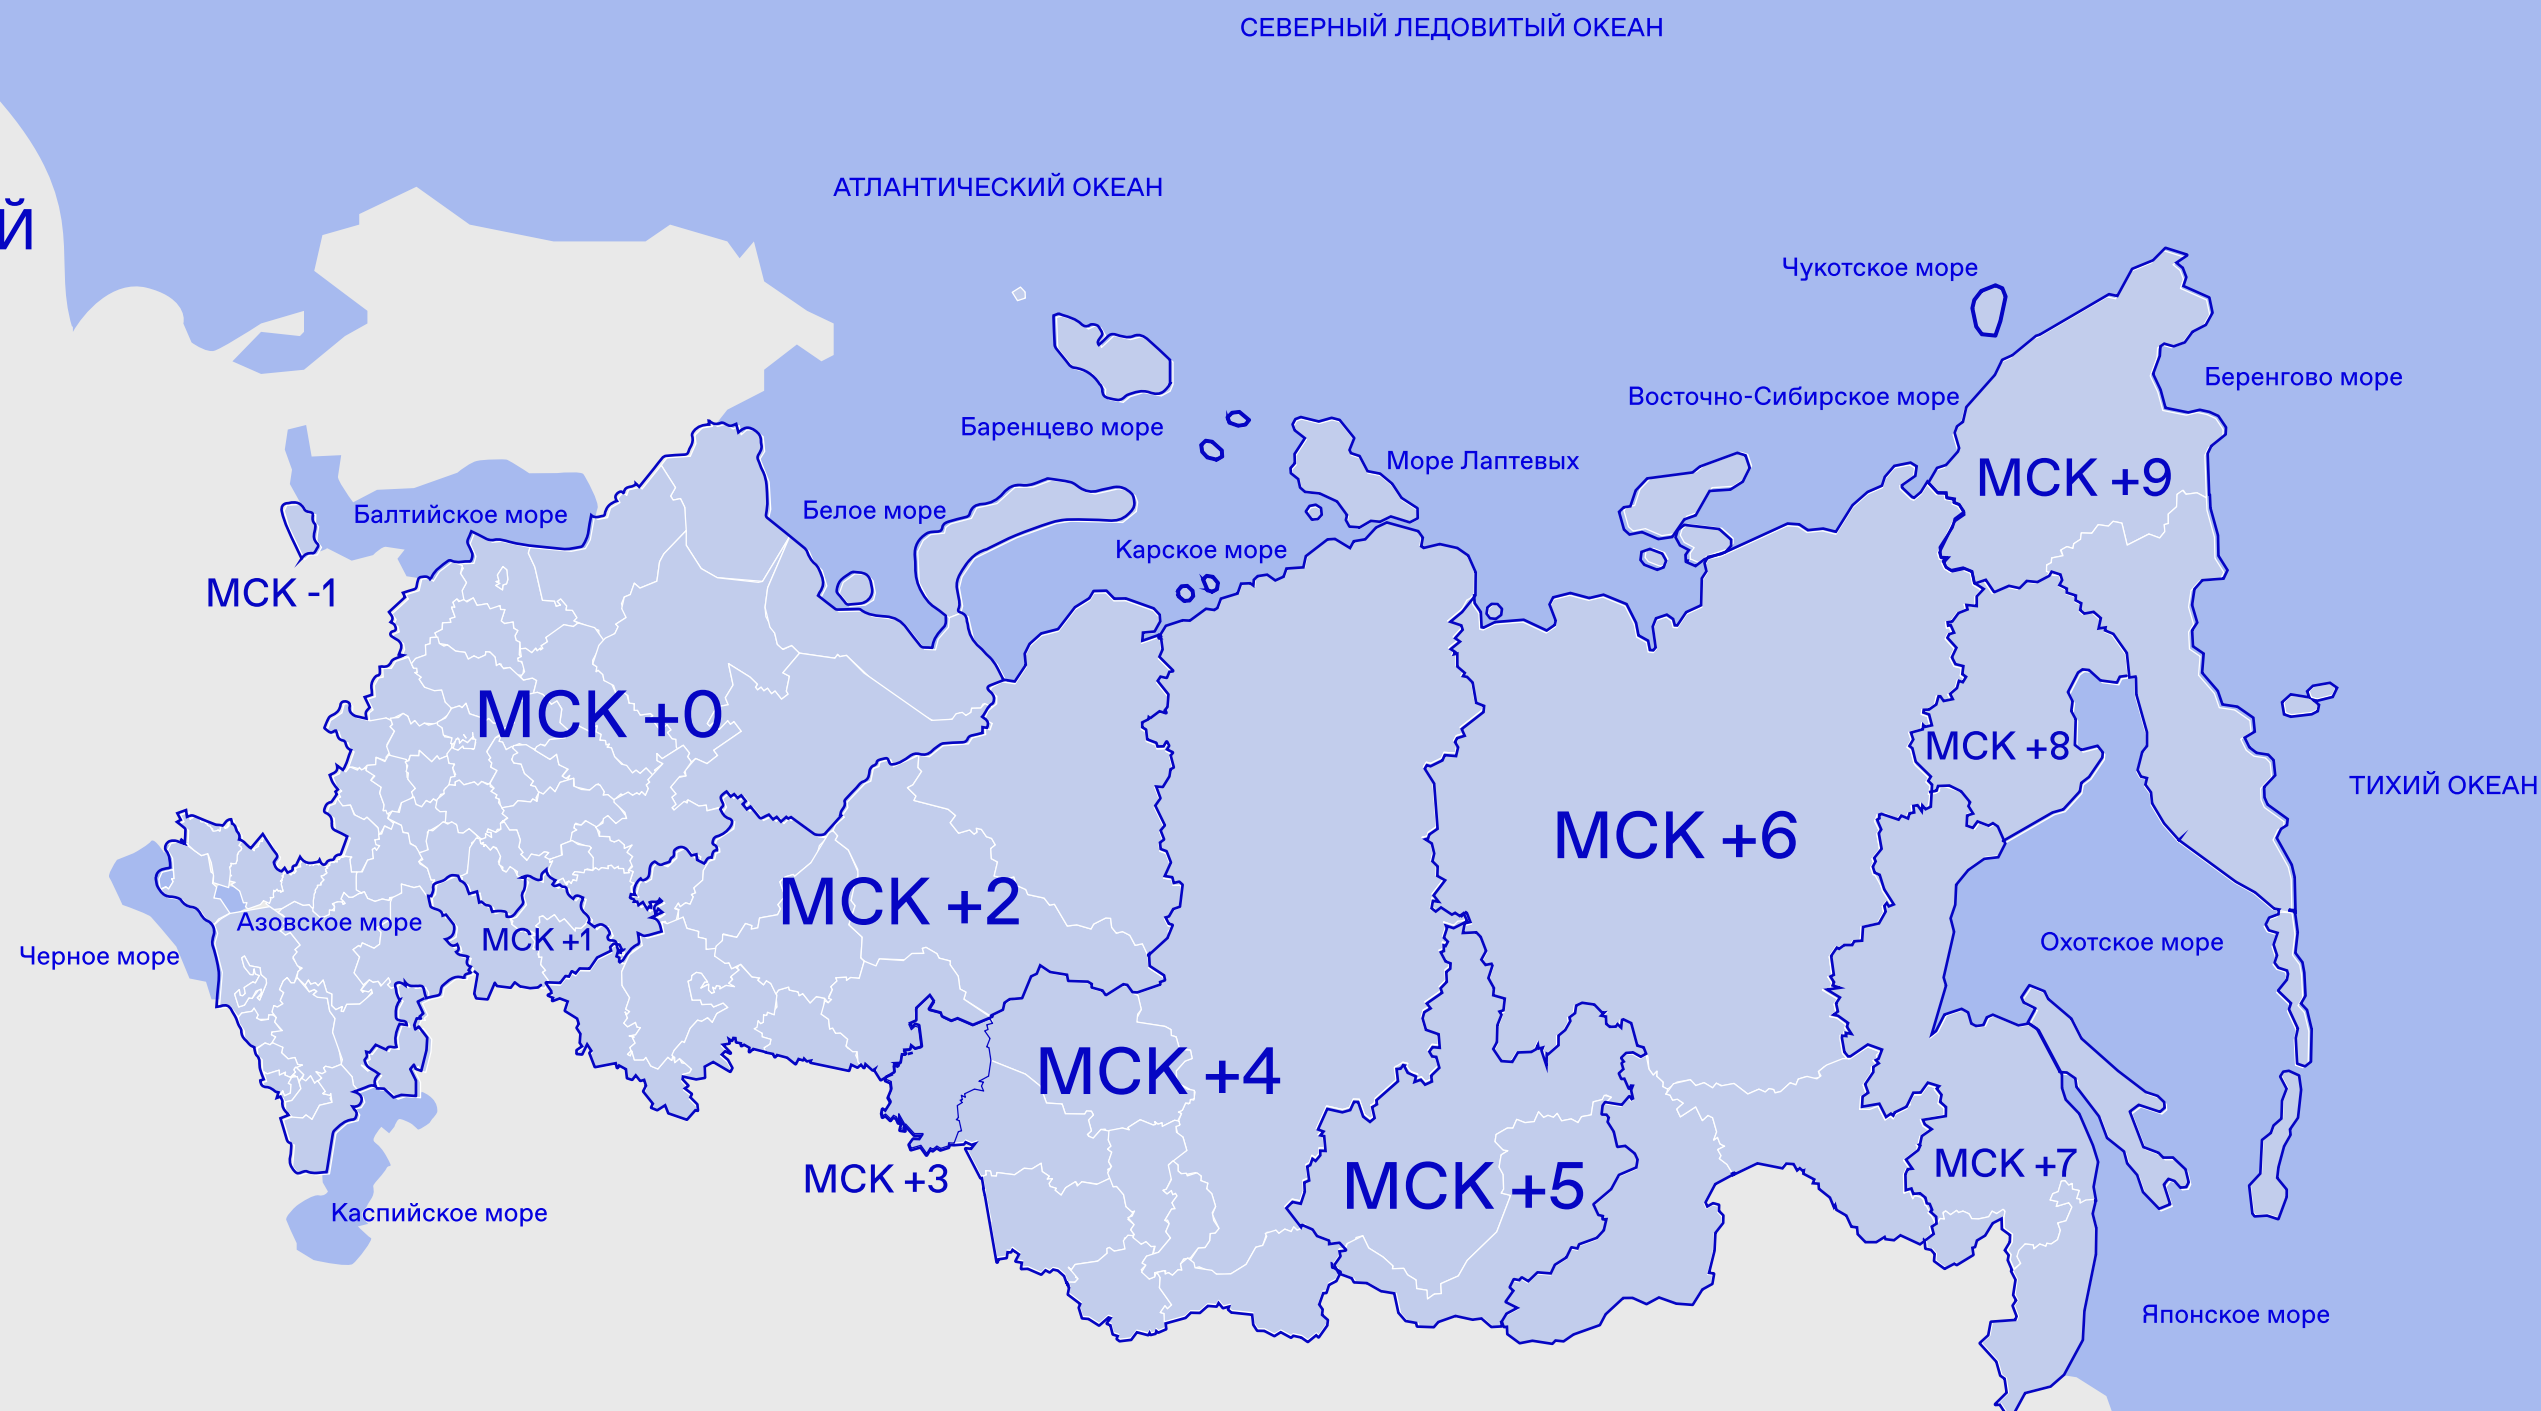 СЕВЕРНЫЙ ЛЕДОВИТЫЙ ОКЕАН
АТЛАНТИЧЕСКИЙ ОКЕАН
Й
Чукотское море
Беренгово море
Восточно-Сибирское море
Баренцево море
Море Лаптевых
МСК +9
Белое море
Балтийское море
Карское море
МСК -1
МСК +0
МСК +8
ТИХИЙ ОКЕАН
МСК +6
МСК +2
Азовское море
МСК +1
Охотское море
Черное море
МСК +4
МСК +7
МСК +3
МСК +5
Каспийское море
Японское море